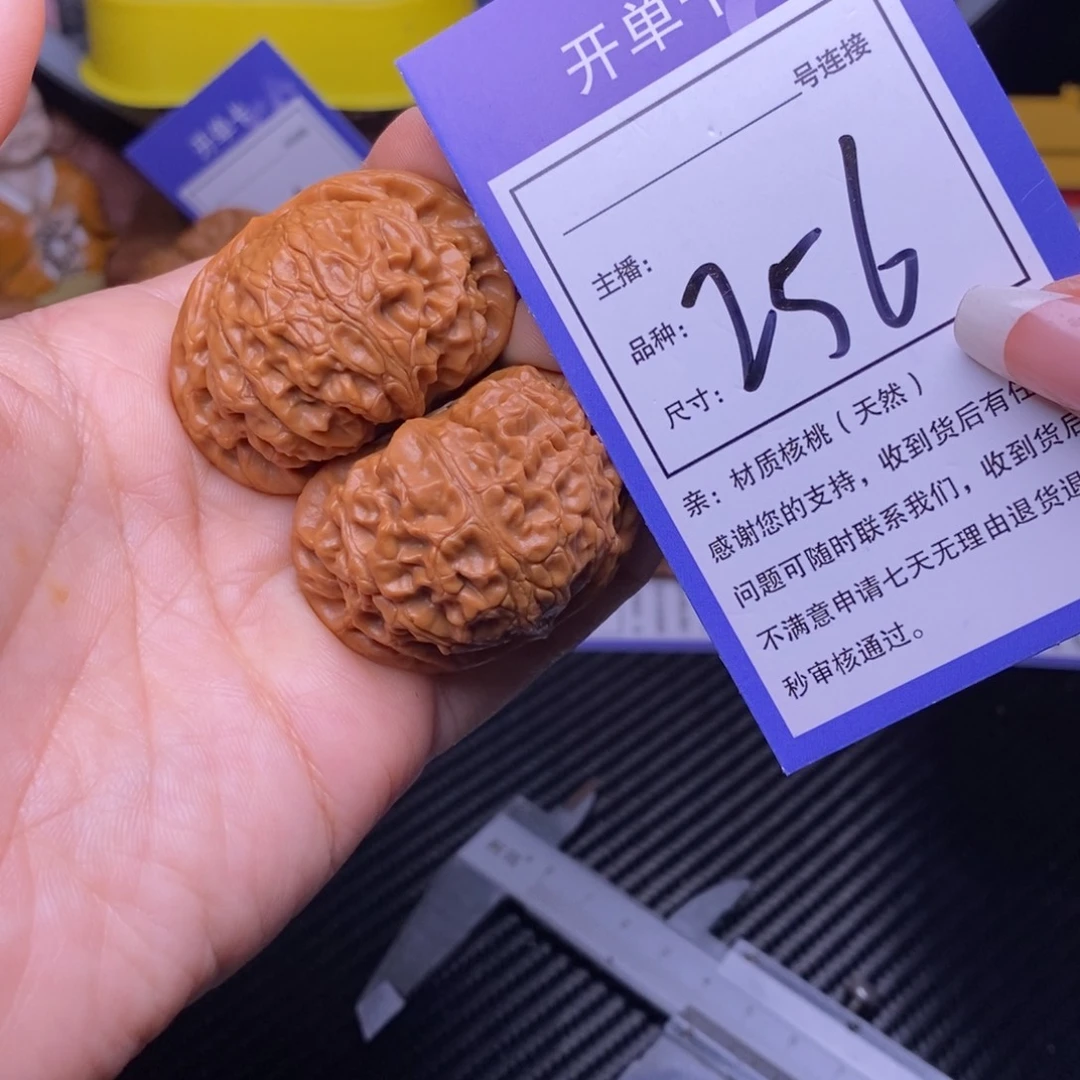 开单
号连接
主播：
品种：
尺寸：
256
亲：材质核桃（天然）
感谢您的支持，收到货后有任
问题可随时联系我们，收到货后
不满意申请七天无理由退货退
秒审核通过。